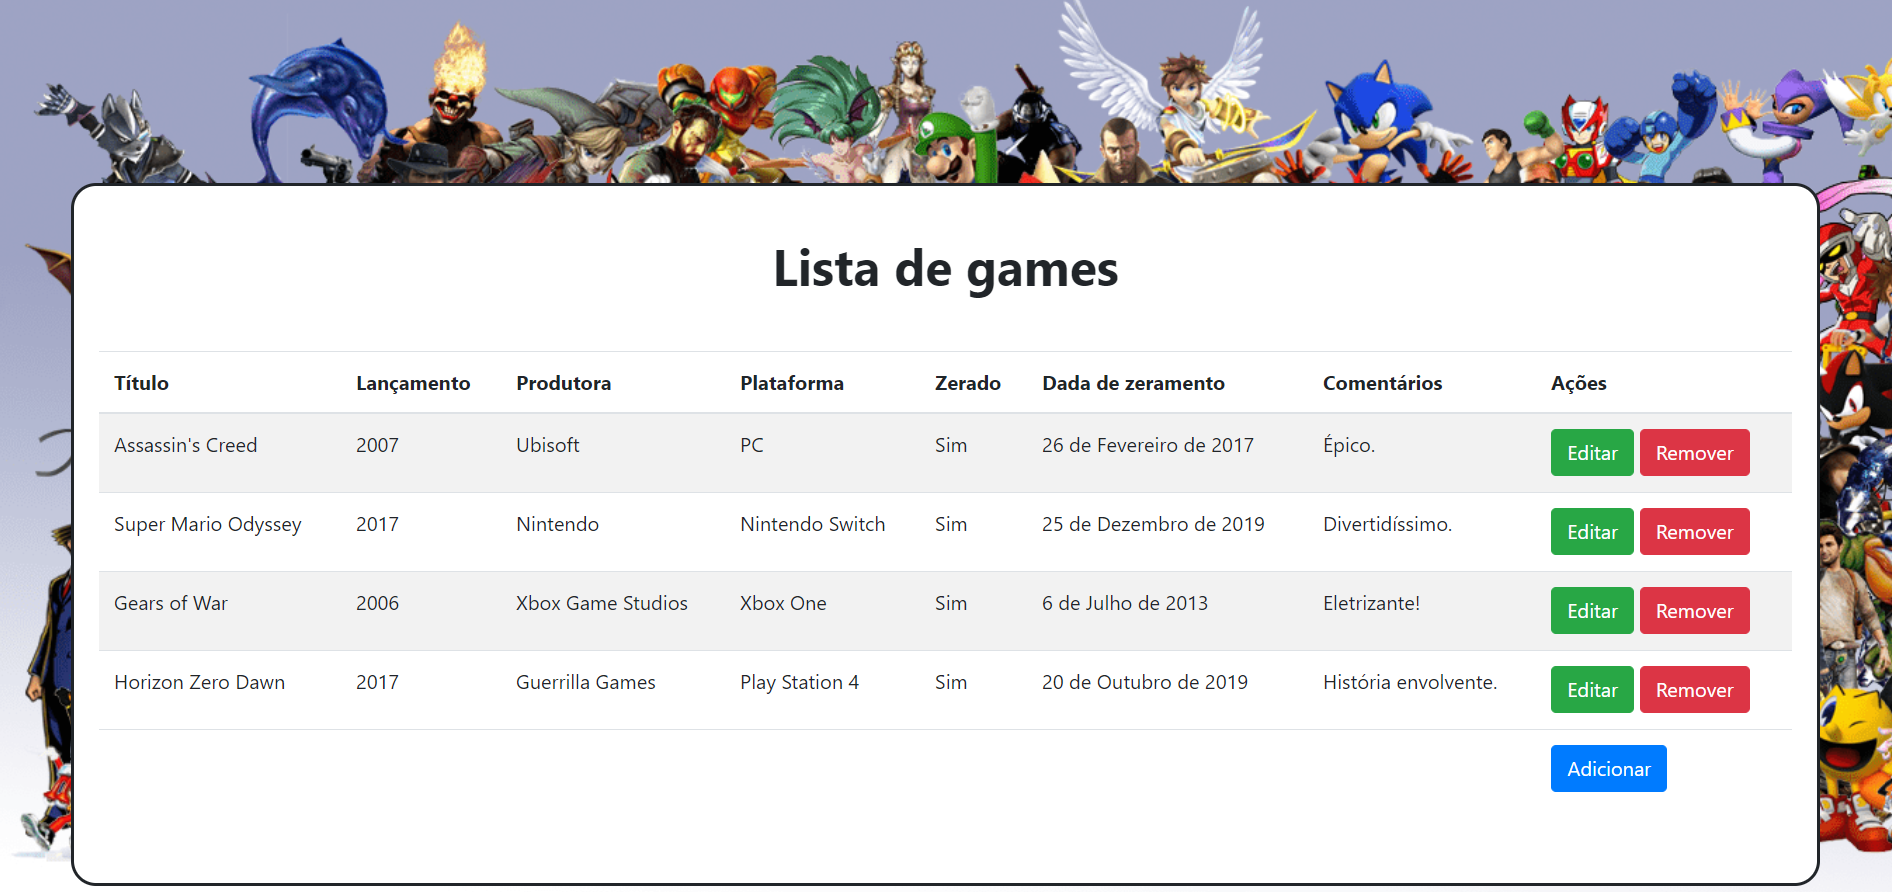 Lista de games
Título Lançamento Produtora Plataforma Zerado Dada de zeramento Comentários Ações
Assassin's Creed 2007 Ubisoft PC Sim 26 de Fevereiro de 2017 Épico. Editar Remover
Super Mario Odyssey 2017 Nintendo Nintendo Switch Sim 25 de Dezembro de 2019 Divertidíssimo. Editar Remover
Gears of War 2006 Xbox Game Studios Xbox One Sim 6 de Julho de 2013 Eletrizante! Editar Remover
Horizon Zero Dawn 2017 Guerrilla Games Play Station 4 Sim 20 de Outubro de 2019 História envolvente. Editar Remover
Adicionar